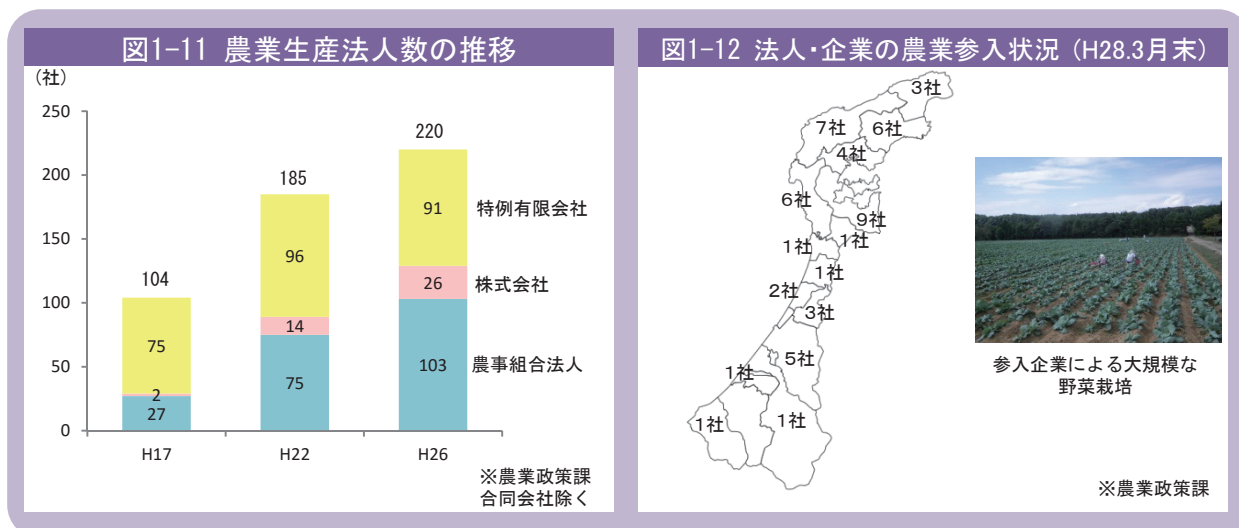 図1-11 農業生産法人数の推移
(社)
250
200
150
100
50
0
104
75
2
27
185
96
14
75
220
91
26
103
特例有限会社
株式会社
農事組合法人
H17
H22
H26
※農業政策課
合同会社除く
図1-12 法人・企業の農業参入状況(H28.3月末)
3社
7社
6社
4社
6社
9社
1社
1社
1社
2社
3社
5社
1社
1社
1社
参入企業による大規模な
野菜栽培
※農業政策課